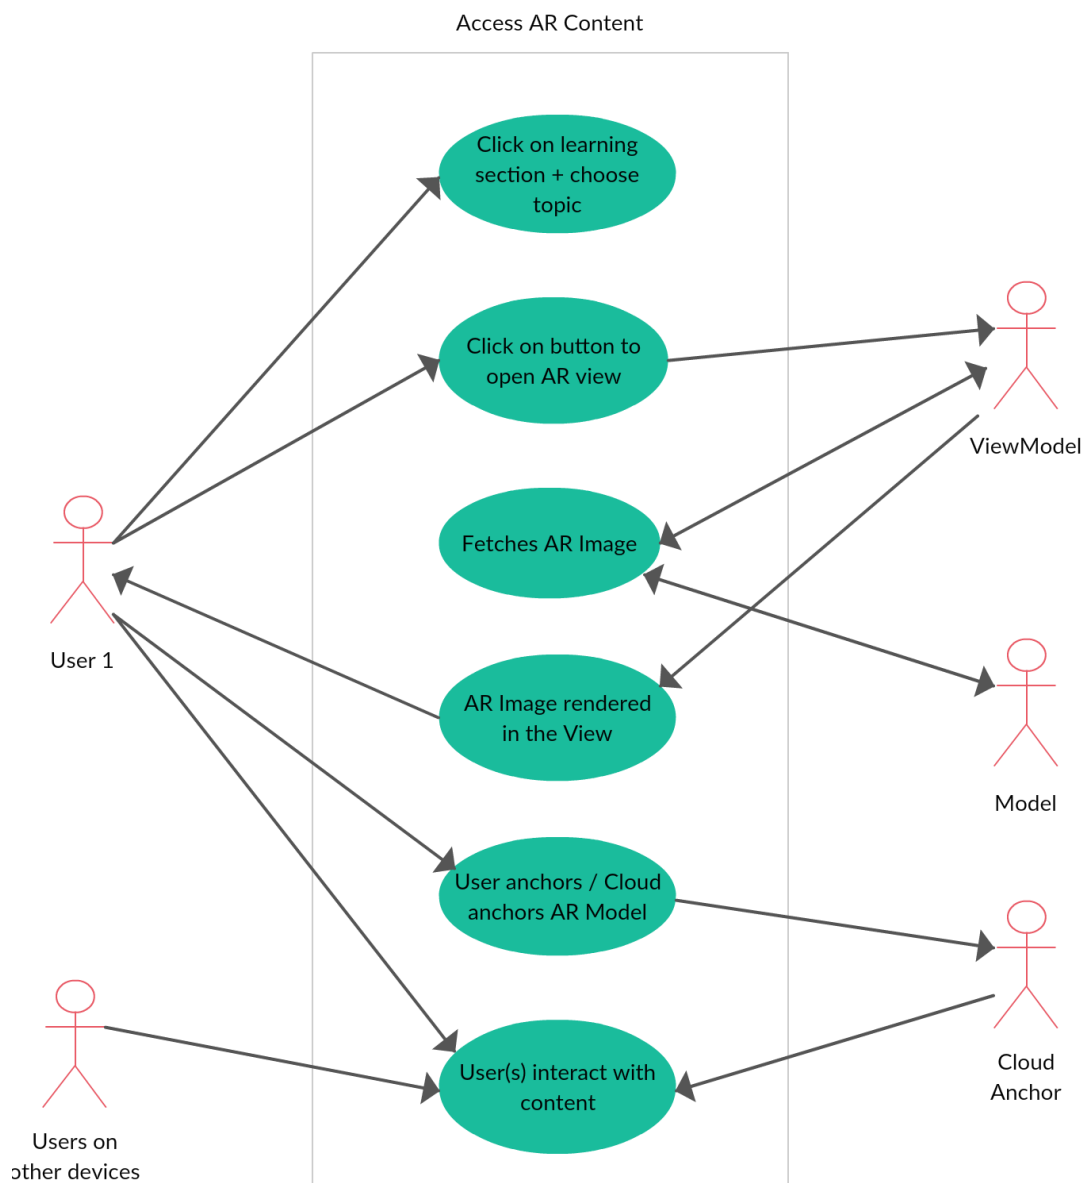 Access AR Content
Click on learning
section + choose
topic
Click on button to
open AR view
ViewModel
Fetches AR Image
User 1
AR Image rendered
in the View
Model
User anchors / Cloud
anchors AR Model
User(s) interact with
content
Cloud
Anchor
Users on
other devices